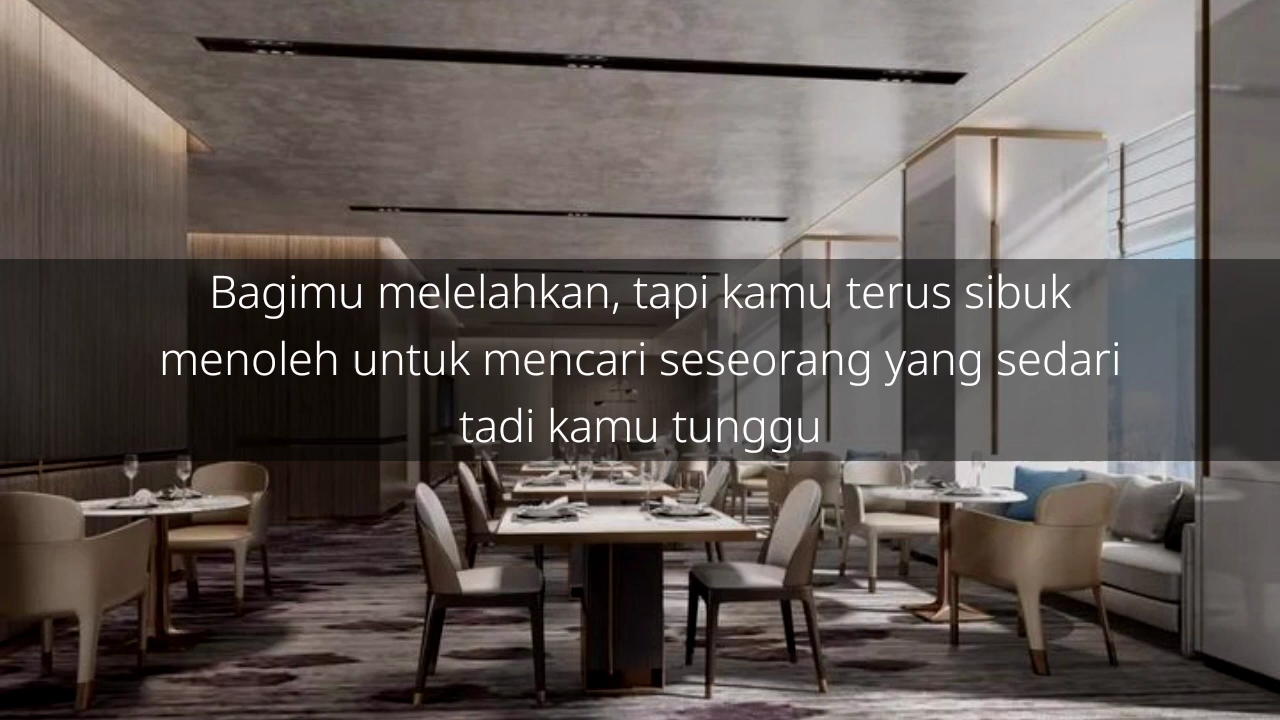 Bagimu melelahkan, tapi kamu terus sibuk
menoleh untuk mencari seseorang yang sedari
tadi kamu tunggu